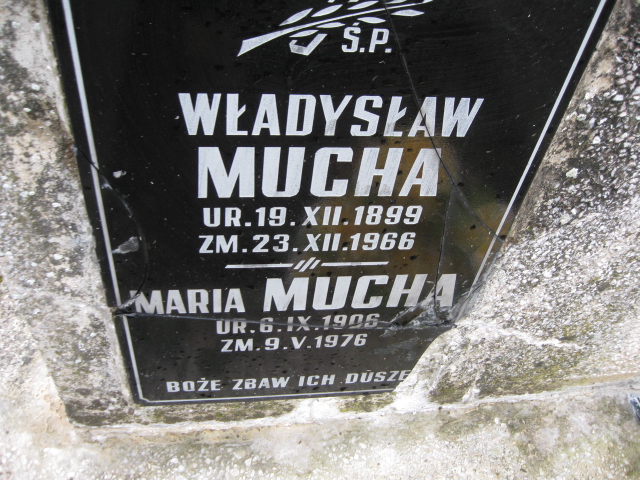 Ś.P.
WŁADYSŁAW
MUCHA
UR.19.XII.1899
ZM.23.XII.1966
MARIA MUCHA
UR.6.IX.1906
ZM.9.V.1976
BOŻE ZBAW ICH DUSZE